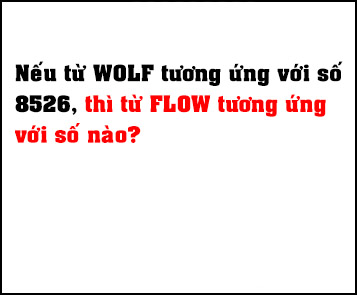 Nếu từ WOLF tương ứng với số
8526, thì từ FLOW tương ứng
với số nào?